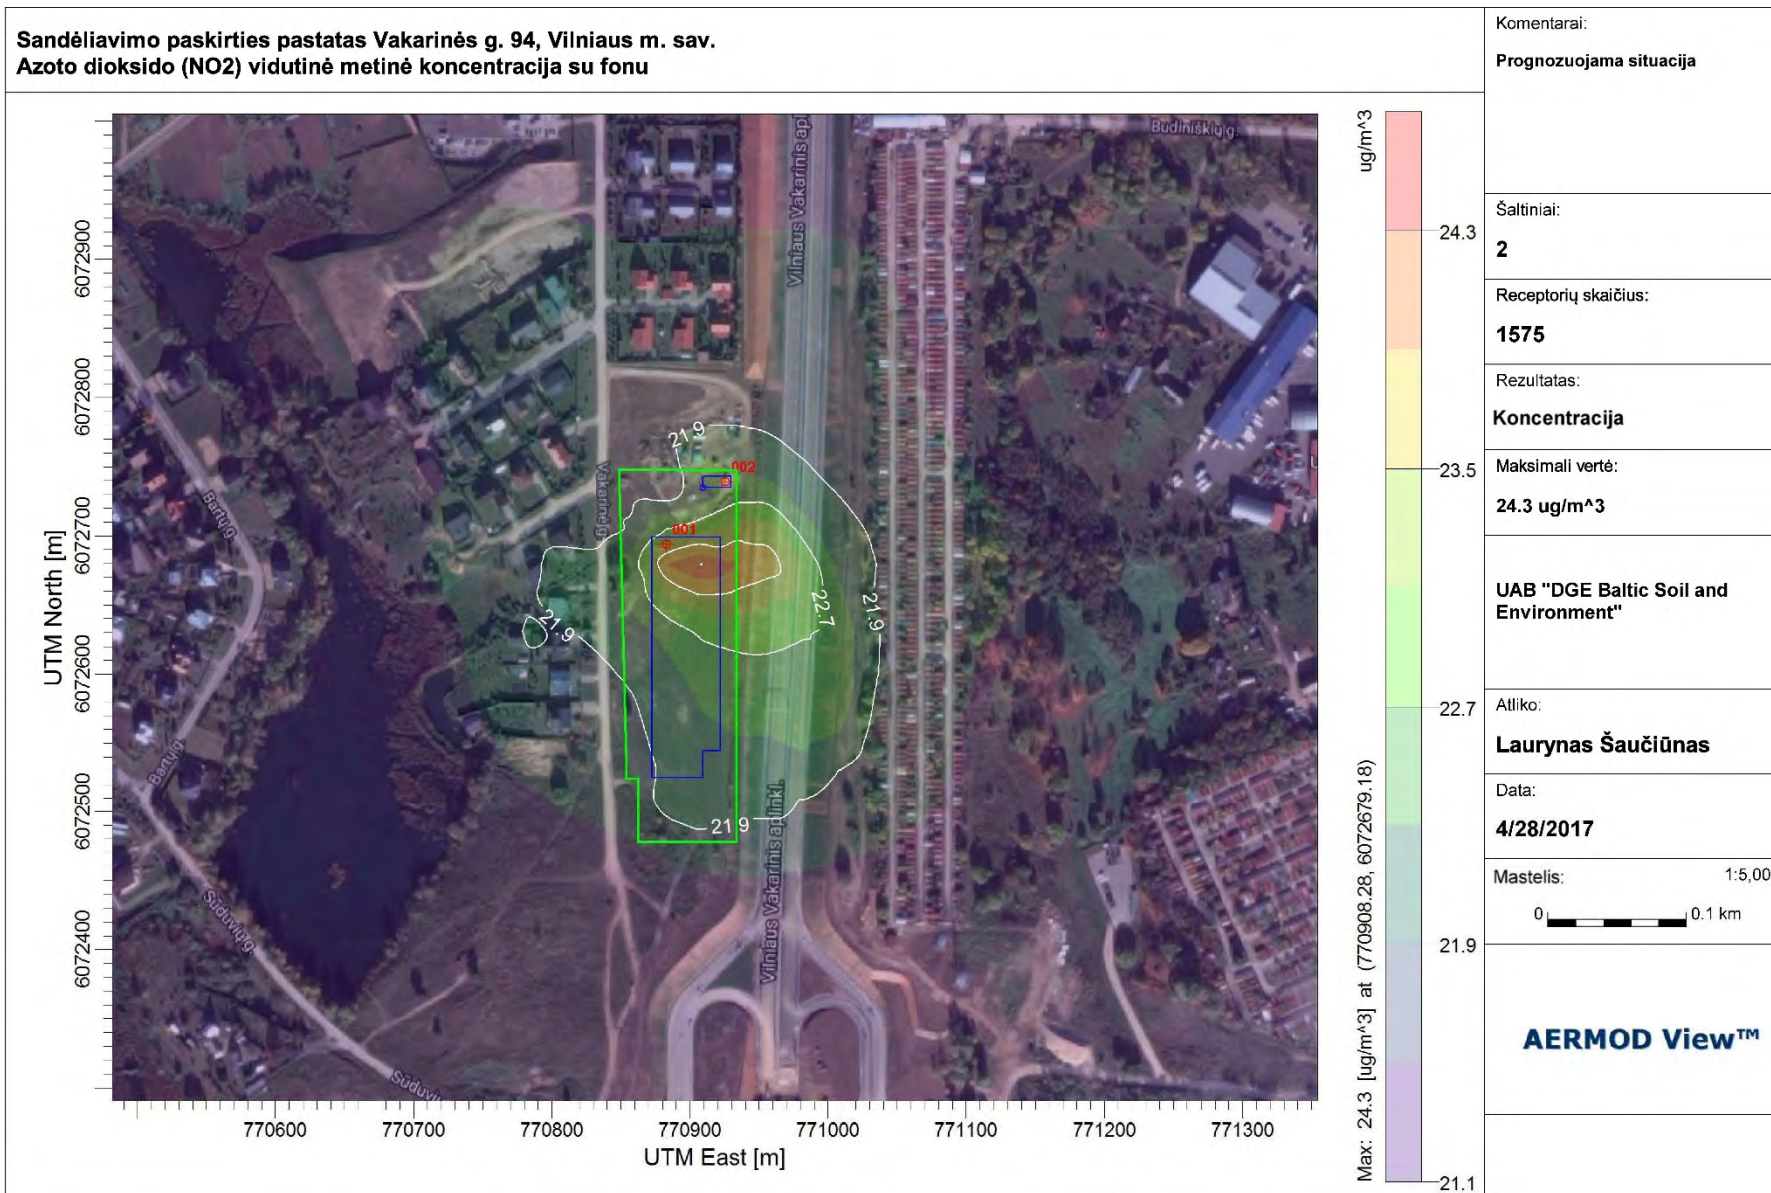 Sandėliavimo paskirties pastatas Vakarinės g. 94, Vilniaus m. sav.
Azoto dioksido (NO2) vidutinė metinė koncentracija su fonu
Komentarai:
Prognozuojama situacija
Šaltiniai:
2
Receptorių skaičius:
1575
Rezultatas:
Koncentracija
Maksimali vertė:
24.3 ug/m^3
UAB "DGE Baltic Soil and
Environment"
Atliko:
Laurynas Šaučiūnas
Data:
4/28/2017
Mastelis:
1:5,00
0
0.1 km
AERMOD View™
ug/m^3
24.3
23.5
22.7
21.9
21.1
Max: 24.3 [ug/m^3] at (770908.28, 6072679.18)
UTM North [m]
6072900
6072800
6072700
6072600
6072500
6072400
770600
770700
770800
770900
771000
771100
771200
771300
UTM East [m]
Budiniškių g.
Vilniaus Vakarinis apl
Vakarinė g.
Bartų g.
Bartų g.
Sūduvių g.
Sūduvių
Vilniaus Vakarinis aplinkl.
Vilniaus Vakarinis aplinkl.
21.9
002
001
22.7
21.9
21.9
21.9